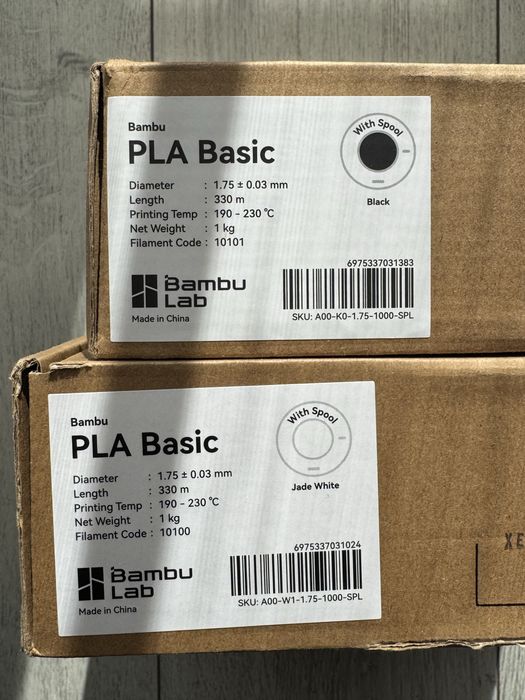 Bambu
PLA Basic
With Spool
Black
Diameter : 1.75 ± 0.03 mm
Length : 330 m
Printing Temp : 190 - 230 °C
Net Weight : 1 kg
Filament Code : 10101
Bambu
Lab
Made in China
6975337031383
SKU: A00-K0-1.75-1000-SPL
Bambu
PLA Basic
With Spool
Jade White
Diameter : 1.75 ± 0.03 mm
Length : 330 m
Printing Temp : 190 - 230 °C
Net Weight : 1 kg
Filament Code : 10100
Bambu
Lab
Made in China
6975337031024
SKU: A00-W1-1.75-1000-SPL
XE